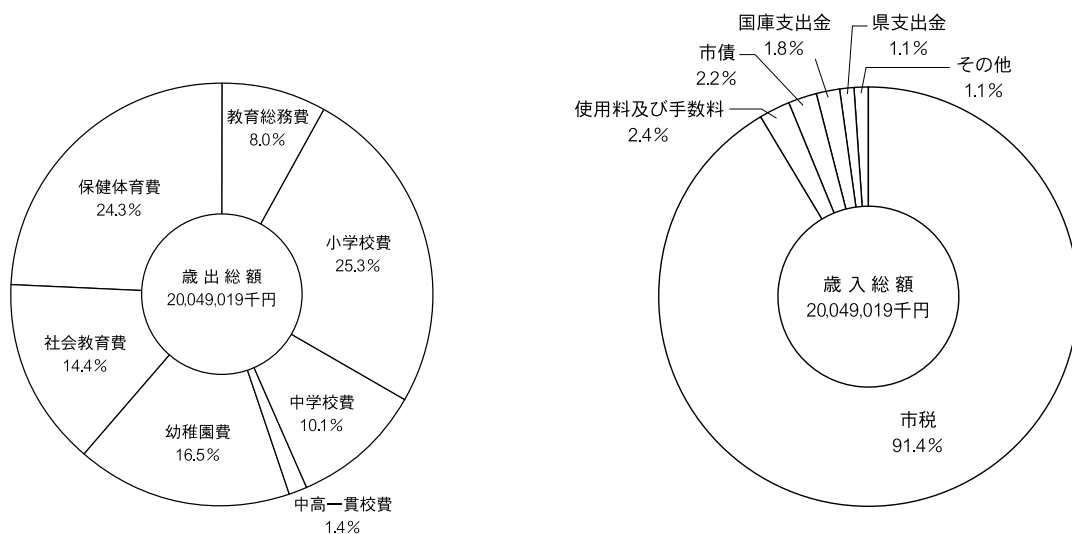 教育総務費
8.0%
小学校費
25.3%
中学校費
10.1%
中高一貫校費
1.4%
幼稚園費
16.5%
社会教育費
14.4%
保健体育費
24.3%
歳出総額
20,049,019千円
国庫支出金
1.8%
県支出金
1.1%
その他
1.1%
市債
2.2%
使用料及び手数料
2.4%
歳入総額
20,049,019千円
市税
91.4%